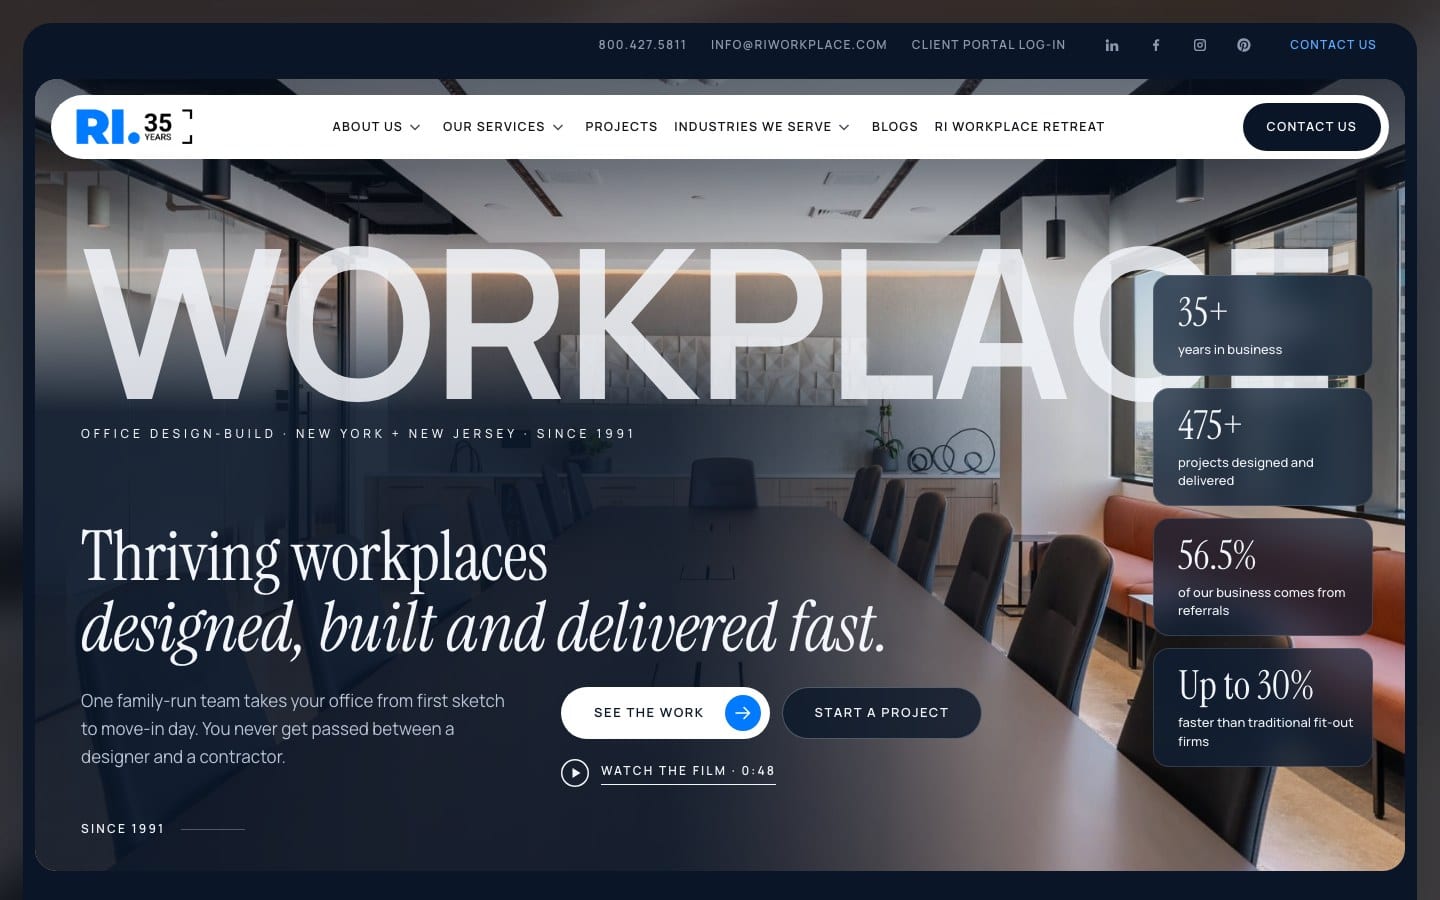 800.427.5811 INFO@RIWORKPLACE.COM CLIENT PORTAL LOG-IN CONTACT US
RI. 35 YEARS
ABOUT US OUR SERVICES PROJECTS INDUSTRIES WE SERVE BLOGS RI WORKPLACE RETREAT CONTACT US
WORKPLACE
OFFICE DESIGN-BUILD · NEW YORK + NEW JERSEY · SINCE 1991
Thriving workplaces
designed, built and delivered fast.
One family-run team takes your office from first sketch
to move-in day. You never get passed between a
designer and a contractor.
SEE THE WORK
START A PROJECT
WATCH THE FILM · 0:48
SINCE 1991
35+
years in business
475+
projects designed and
delivered
56.5%
of our business comes from
referrals
Up to 30%
faster than traditional fit-out
firms